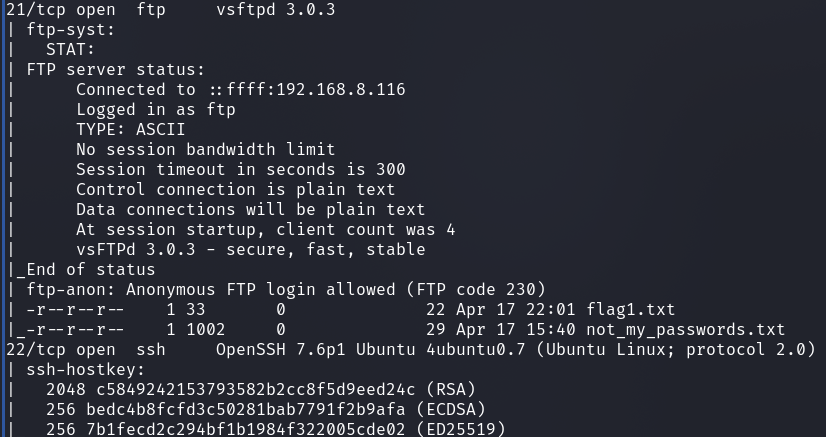 21/tcp open  ftp     vsftpd 3.0.3
| ftp-syst:
|   STAT:
| FTP server status:
|      Connected to ::ffff:192.168.8.116
|      Logged in as ftp
|      TYPE: ASCII
|      No session bandwidth limit
|      Session timeout in seconds is 300
|      Control connection is plain text
|      Data connections will be plain text
|      At session startup, client count was 4
|      vsFTPd 3.0.3 - secure, fast, stable
|_End of status
| ftp-anon: Anonymous FTP login allowed (FTP code 230)
| -r--r--r--    1 33       0              22 Apr 17 22:01 flag1.txt
|_-r--r--r--    1 1002     0              29 Apr 17 15:40 not_my_passwords.txt
22/tcp open  ssh     OpenSSH 7.6p1 Ubuntu 4ubuntu0.7 (Ubuntu Linux; protocol 2.0)
| ssh-hostkey:
|   2048 c5849242153793582b2cc8f5d9eed24c (RSA)
|   256 bedc4b8fcfd3c50281bab7791f2b9afa (ECDSA)
|   256 7b1fecd2c294bf1b1984f322005cde02 (ED25519)